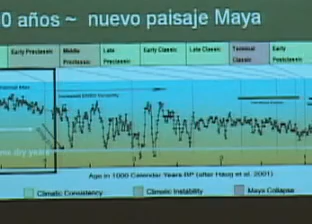 0 años ~ nuevo paisaje Maya
Early Preclassic
Middle Preclassic
Late Preclassic
Early Classic
Late Classic
Terminal Classic
Early
dry years
Age in 1000 Calendar Years BP (after Haug et al. 2001)
Climatic Consistency
Climatic Instability
Maya Collapse